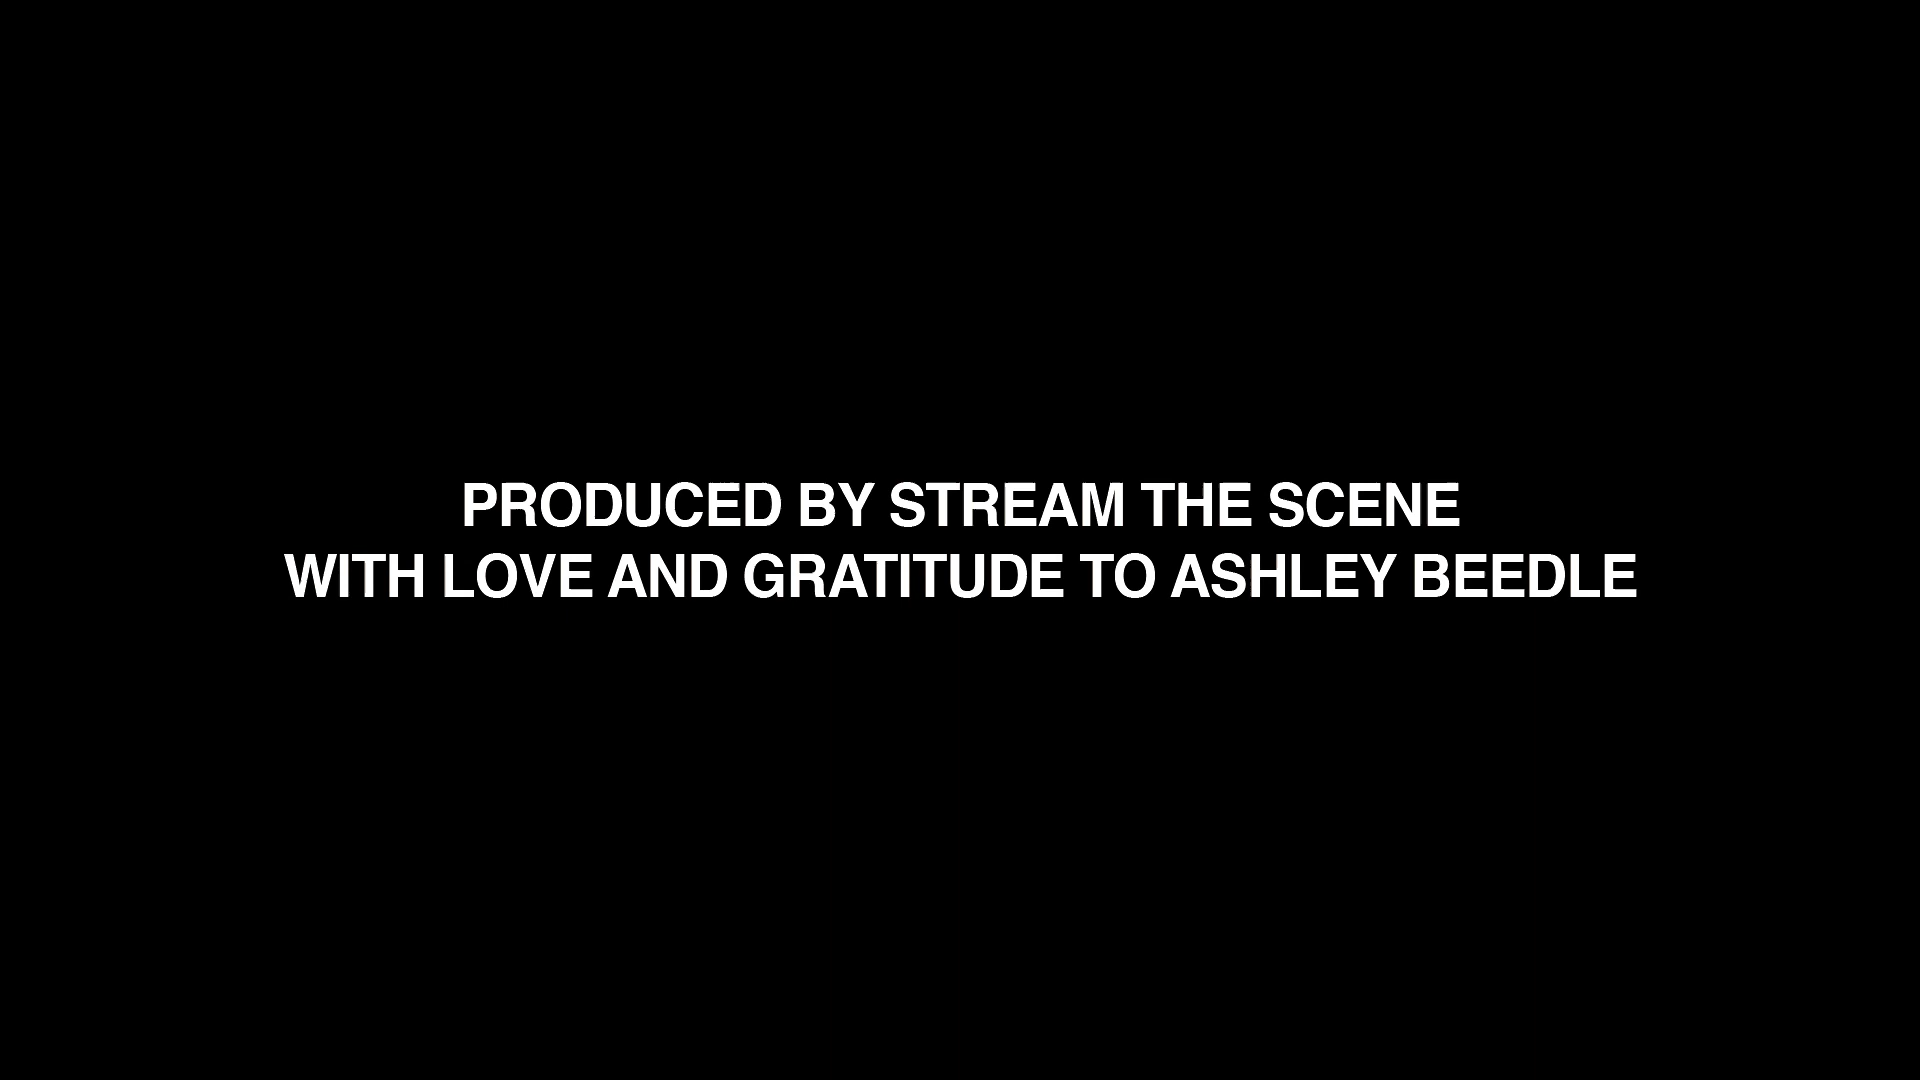 PRODUCED BY STREAM THE SCENE
WITH LOVE AND GRATITUDE TO ASHLEY BEEDLE